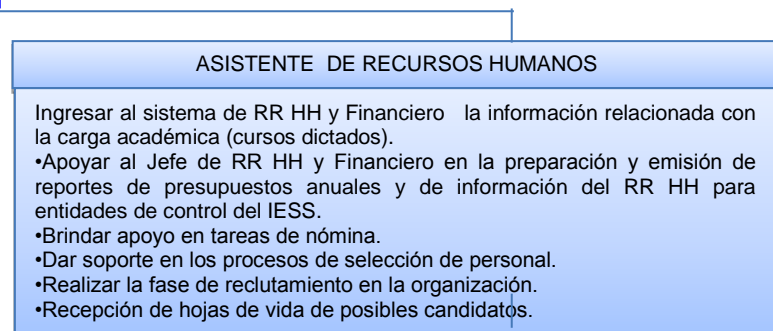 ASISTENTE DE RECURSOS HUMANOS
Ingresar al sistema de RR HH y Financiero la información relacionada con
la carga académica (cursos dictados).
•Apoyar al Jefe de RR HH y Financiero en la preparación y emisión de
reportes de presupuestos anuales y de información del RR HH para
entidades de control del IESS.
•Brindar apoyo en tareas de nómina.
•Dar soporte en los procesos de selección de personal.
•Realizar la fase de reclutamiento en la organización.
•Recepción de hojas de vida de posibles candidatos.